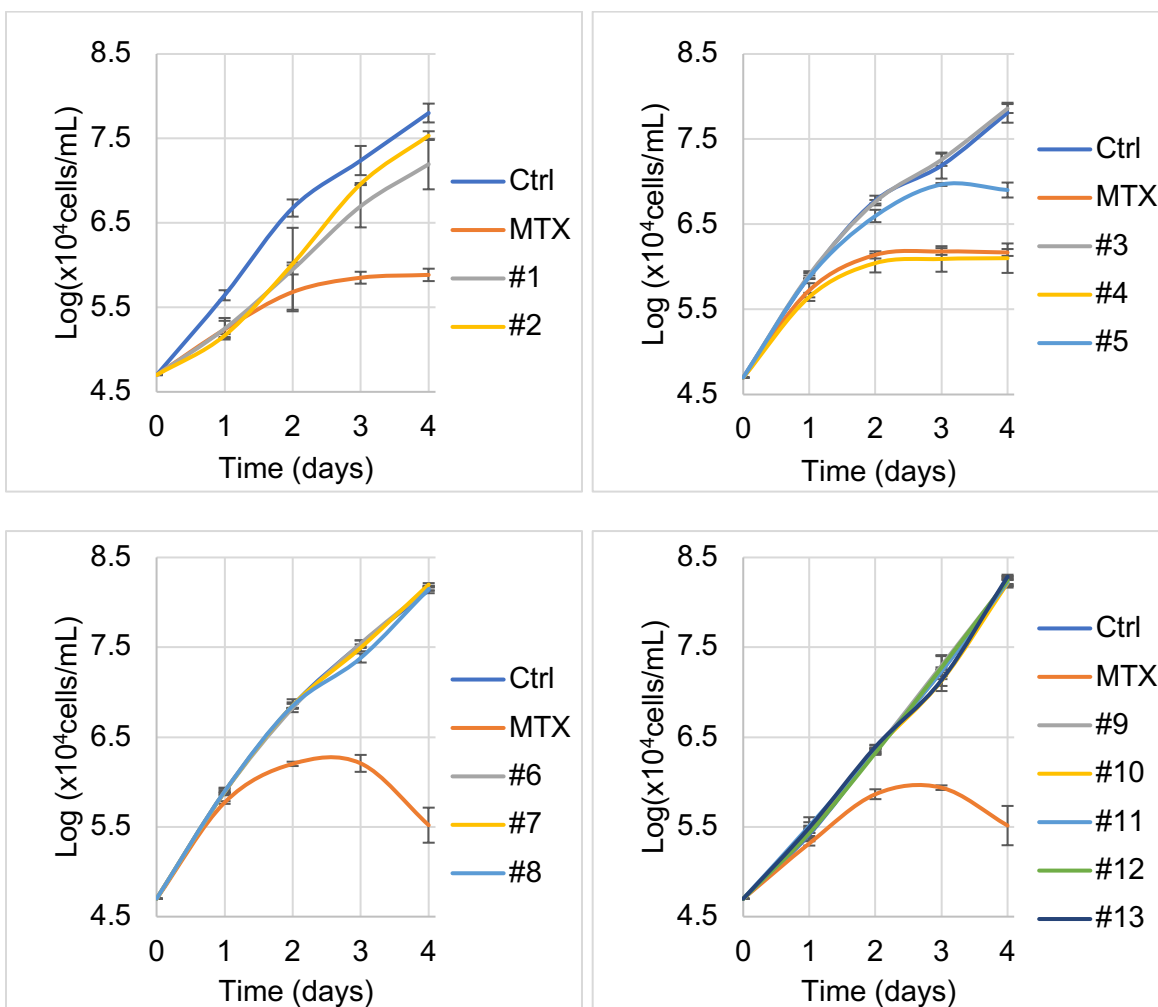 8.5
7.5
6.5
5.5
4.5
Log(x10⁴cells/mL)
0 1 2 3 4
Time (days)
Ctrl
MTX
#1
#2
8.5
7.5
6.5
5.5
4.5
Log (x10⁴cells/mL)
0 1 2 3 4
Time (days)
Ctrl
MTX
#3
#4
#5
8.5
7.5
6.5
5.5
4.5
Log (x10⁴cells/mL)
0 1 2 3 4
Time (days)
Ctrl
MTX
#6
#7
#8
8.5
7.5
6.5
5.5
4.5
Log(x10⁴cells/mL)
0 1 2 3 4
Time (days)
Ctrl
MTX
#9
#10
#11
#12
#13